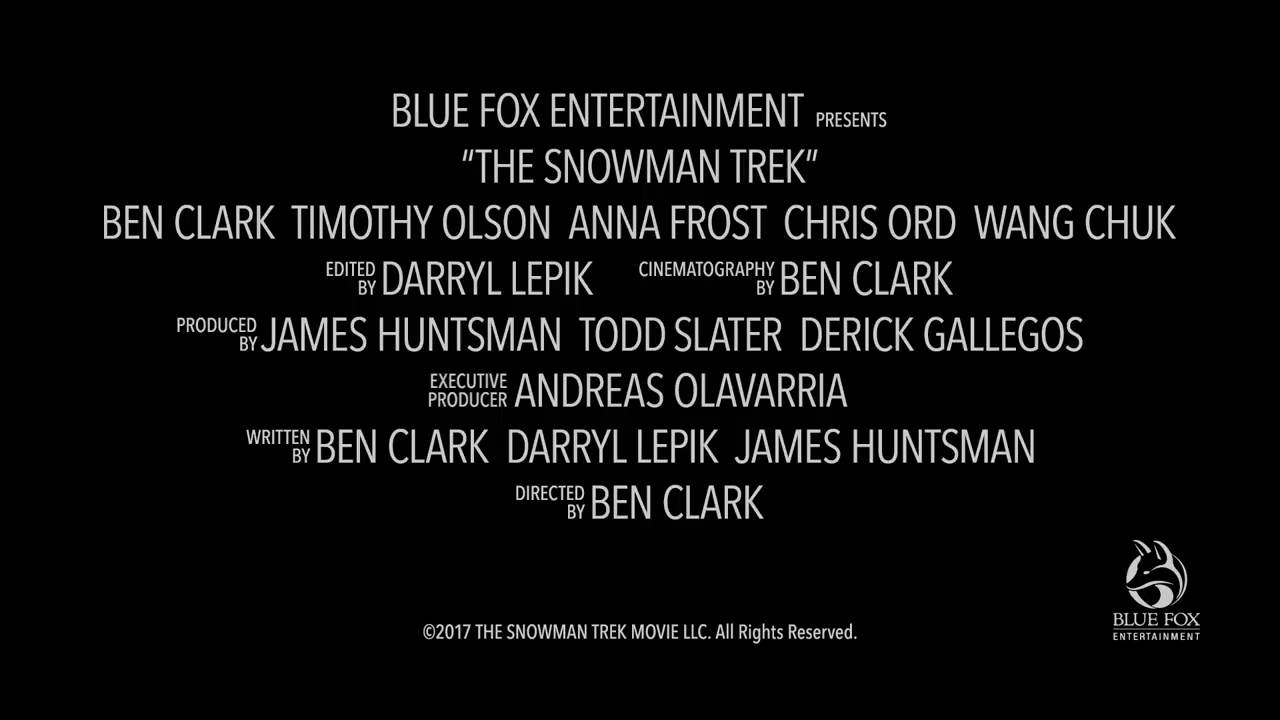 BLUE FOX ENTERTAINMENT PRESENTS
“THE SNOWMAN TREK”
BEN CLARK TIMOTHY OLSON ANNA FROST CHRIS ORD WANG CHUK
EDITED BY DARRYL LEPIK CINEMATOGRAPHY BY BEN CLARK
PRODUCED BY JAMES HUNTSMAN TODD SLATER DERICK GALLEGOS
EXECUTIVE PRODUCER ANDREAS OLAVARRIA
WRITTEN BY BEN CLARK DARRYL LEPIK JAMES HUNTSMAN
DIRECTED BY BEN CLARK
BLUE FOX
ENTERTAINMENT
©2017 THE SNOWMAN TREK MOVIE LLC. All Rights Reserved.